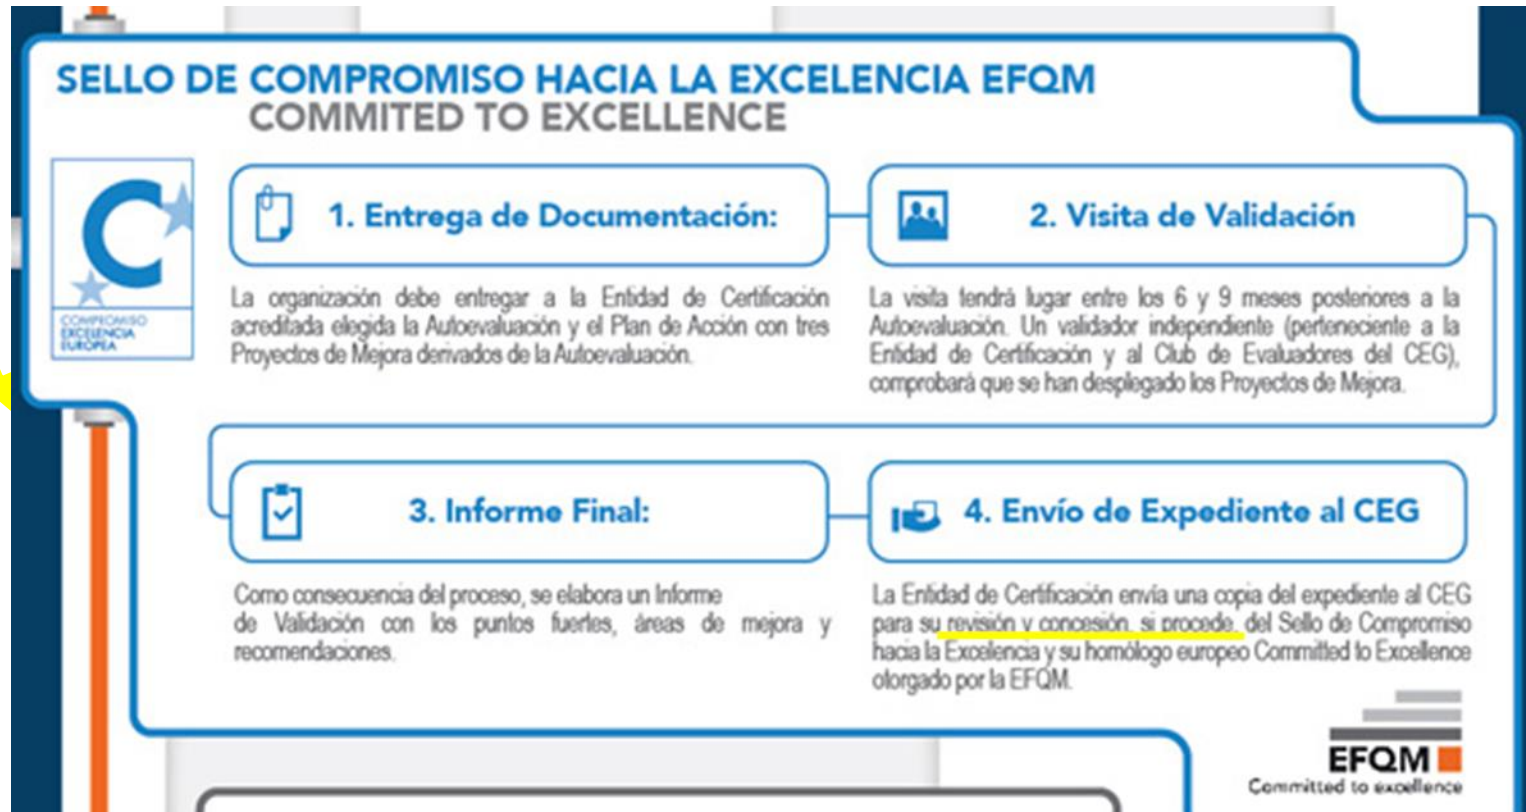 SELLO DE COMPROMISO HACIA LA EXCELENCIA EFQM
COMMITED TO EXCELLENCE
COMPROMISO
EXCELENCIA
EUROPEA
1. Entrega de Documentación:
La organización debe entregar a la Entidad de Certificación
acreditada elegida la Autoevaluación y el Plan de Acción con tres
Proyectos de Mejora derivados de la Autoevaluación.
2. Visita de Validación
La visita tendrá lugar entre los 6 y 9 meses posteriores a la
Autoevaluación. Un validador independiente (perteneciente a la
Entidad de Certificación y al Club de Evaluadores del CEG),
comprobará que se han desplegado los Proyectos de Mejora.
3. Informe Final:
Como consecuencia del proceso, se elabora un Informe
de Validación con los puntos fuertes, áreas de mejora y
recomendaciones.
4. Envío de Expediente al CEG
La Entidad de Certificación envía una copia del expediente al CEG
para su revisión y concesión, si procede, del Sello de Compromiso
hacia la Excelencia y su homólogo europeo Committed to Excellence
otorgado por la EFQM.
EFQM
Committed to excellence